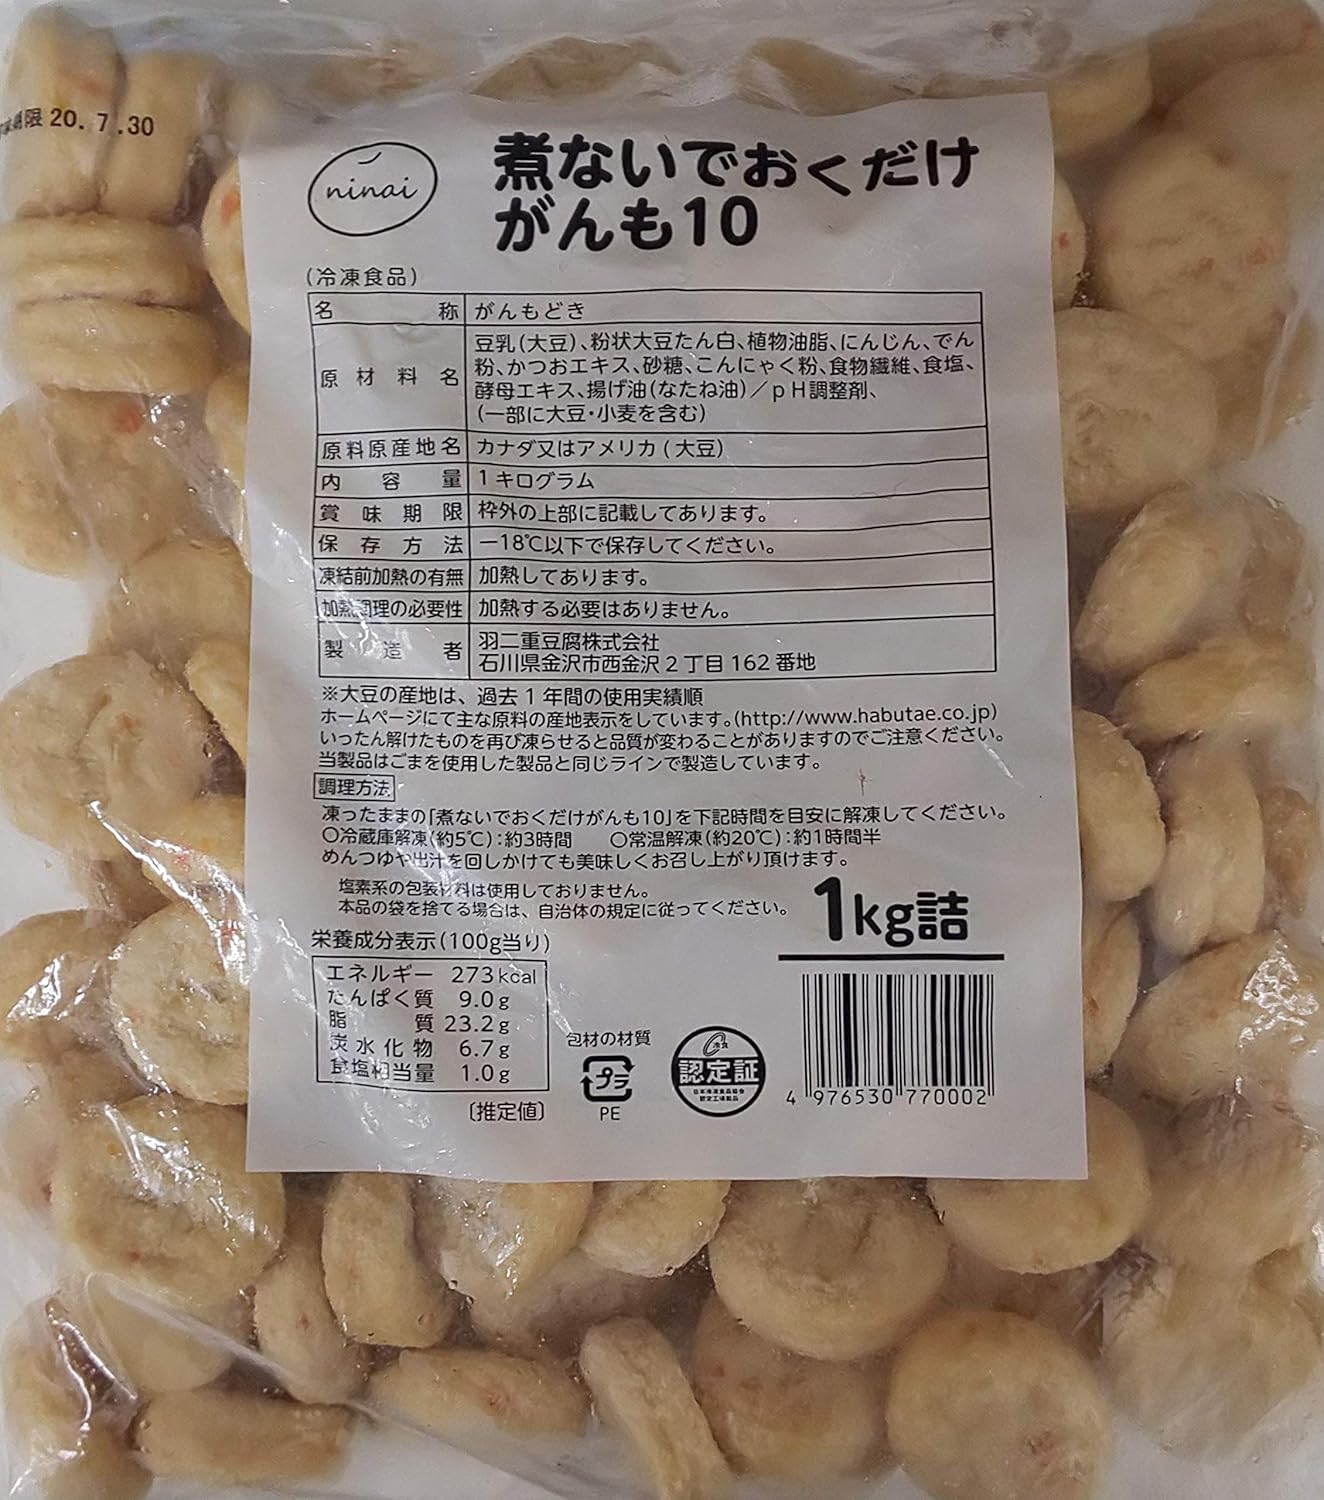 期限 20. 7 .30
ninai
煮ないでおくだけ
がんも10
(冷凍食品)
名称 がんもどき
原材料名 豆乳(大豆)、粉状大豆たん白、植物油脂、にんじん、でん
粉、かつおエキス、砂糖、こんにゃく粉、食物繊維、食塩、
酵母エキス、揚げ油(なたね油)／pH調整剤、
(一部に大豆・小麦を含む)
原料原産地名 カナダ又はアメリカ(大豆)
内容量 1キログラム
賞味期限 枠外の上部に記載してあります。
保存方法 −18℃以下で保存してください。
凍結前加熱の有無 加熱してあります。
加熱調理の必要性 加熱する必要はありません。
製造者 羽二重豆腐株式会社
石川県金沢市西金沢2丁目162番地
※大豆の産地は、過去1年間の使用実績順
ホームページにて主な原料の産地表示をしています。(http://www.habutae.co.jp)
いったん解けたものを再び凍らせると品質が変わることがありますのでご注意ください。
当製品はごまを使用した製品と同じラインで製造しています。
調理方法
凍ったままの「煮ないでおくだけがんも10」を下記時間を目安に解凍してください。
○冷蔵庫解凍(約5℃):約3時間 ○常温解凍(約20℃):約1時間半
めんつゆや出汁を回しかけても美味しくお召し上がり頂けます。
塩素系の包装材料は使用しておりません。
本品の袋を捨てる場合は、自治体の規定に従ってください。
1kg詰
栄養成分表示(100g当り)
エネルギー 273kcal
たんぱく質 9.0g
脂質 23.2g
炭水化物 6.7g
食塩相当量 1.0g
〔推定値〕
包材の材質
プラ
PE
冷食
認定証
日本冷凍食品協会
認定工場製品
4 976530 770002